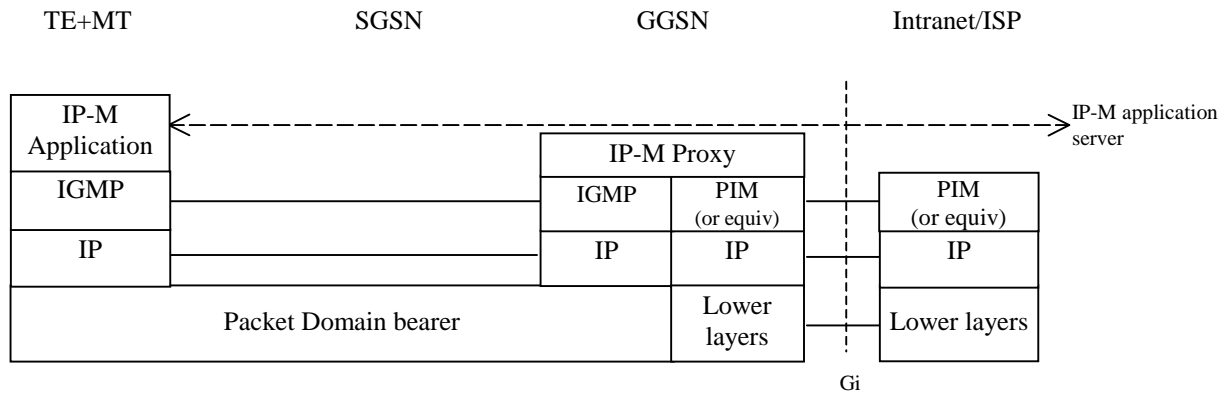 TE+MT SGSN GGSN Intranet/ISP
IP-M
Application
IP-M application
server
IP-M Proxy
IGMP IGMP PIM
(or equiv) PIM
(or equiv)
IP IP IP IP
Packet Domain bearer Lower
layers Lower layers
Gi